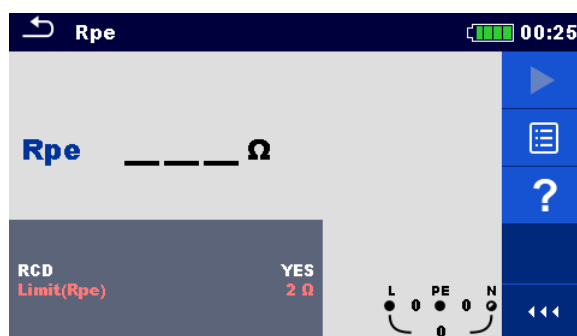 Rpe 00:25
Rpe ___ Ω
?
RCD YES
Limit(Rpe) 2 Ω
L PE N
0 0
0